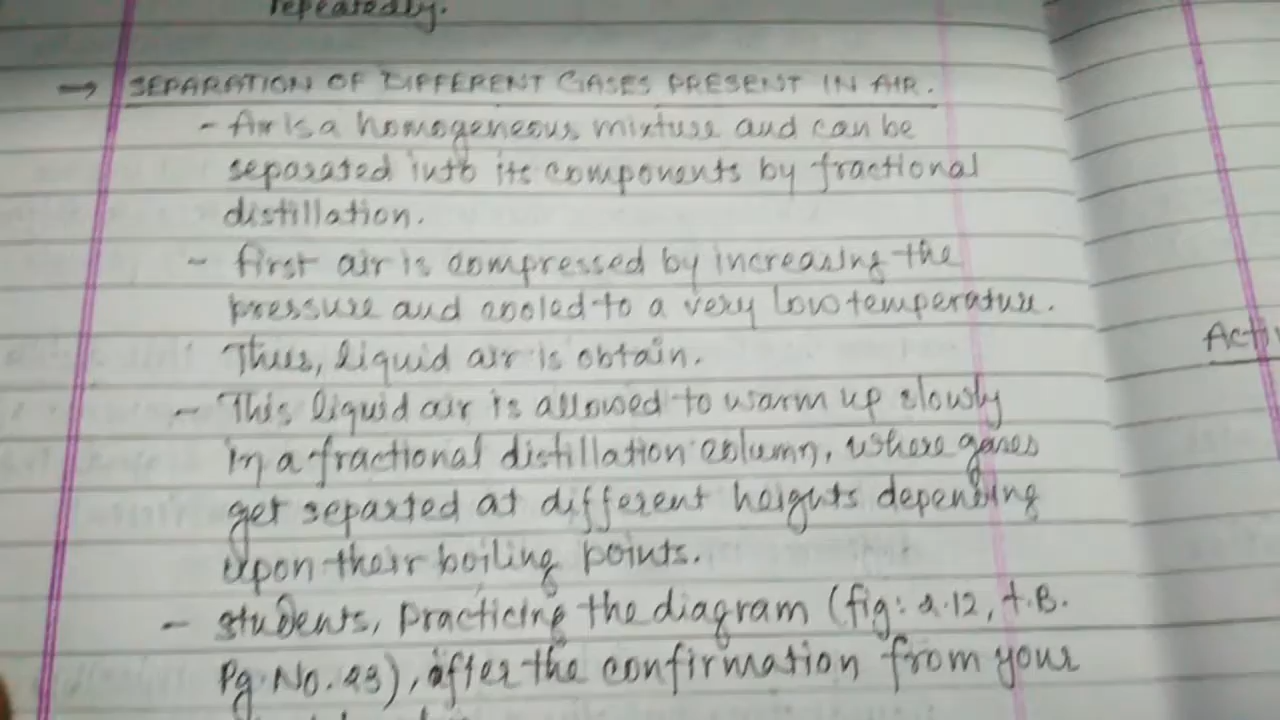 repeatedly.
→ SEPARATION OF DIFFERENT GASES PRESENT IN AIR.
- Air is a homogeneous mixture and can be
separated into its components by fractional
distillation.
- first air is compressed by increasing the
pressure and cooled to a very low temperature.
Thus, liquid air is obtain.
- This liquid air is allowed to warm up slowly
in a fractional distillation column, where gases
get separted at different heights depending
upon their boiling points.
- students, practicing the diagram (fig: 2.12, t.B.
Pg. No. 23), after the confirmation from your
Acti